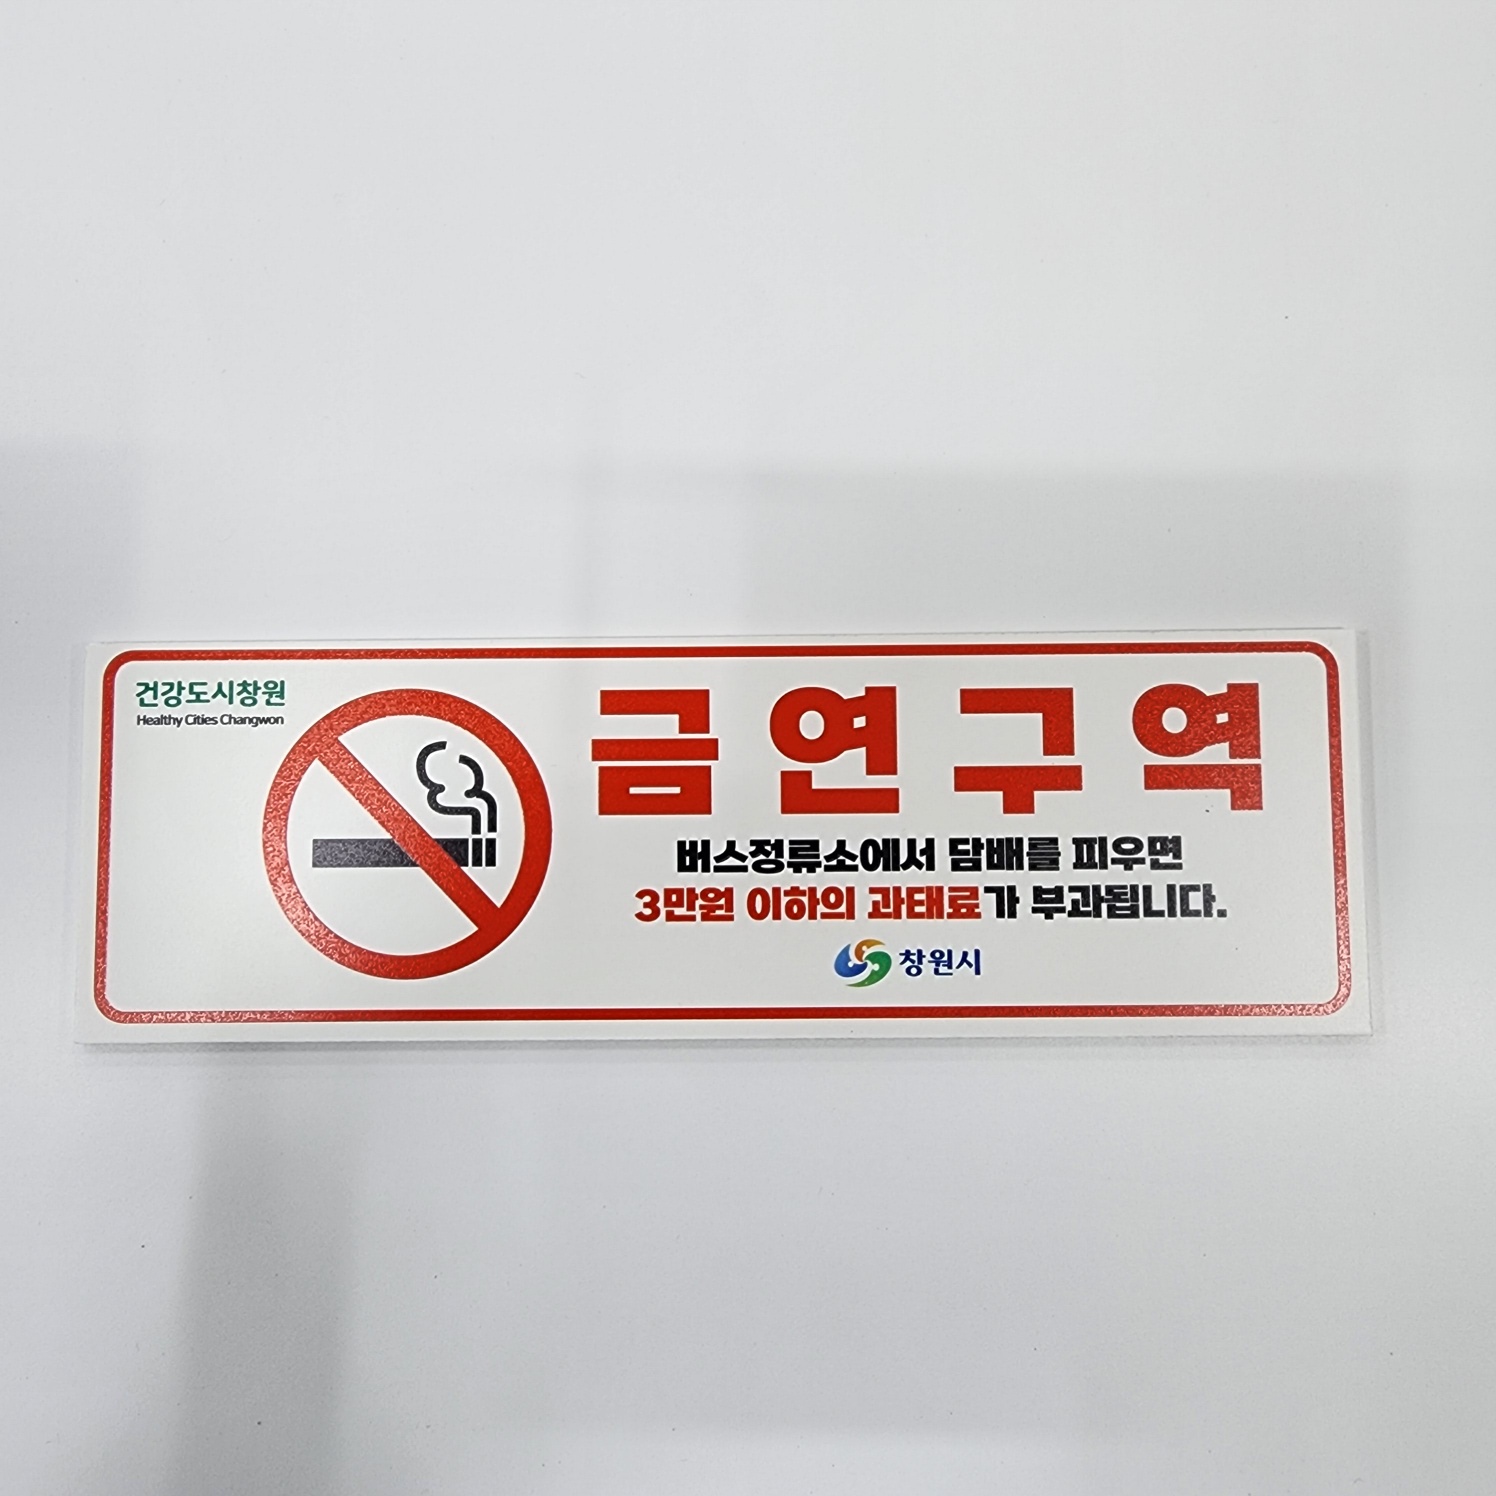 건강도시창원
Healthy Cities Changwon
금연구역
버스정류소에서 담배를 피우면
3만원 이하의 과태료가 부과됩니다.
창원시